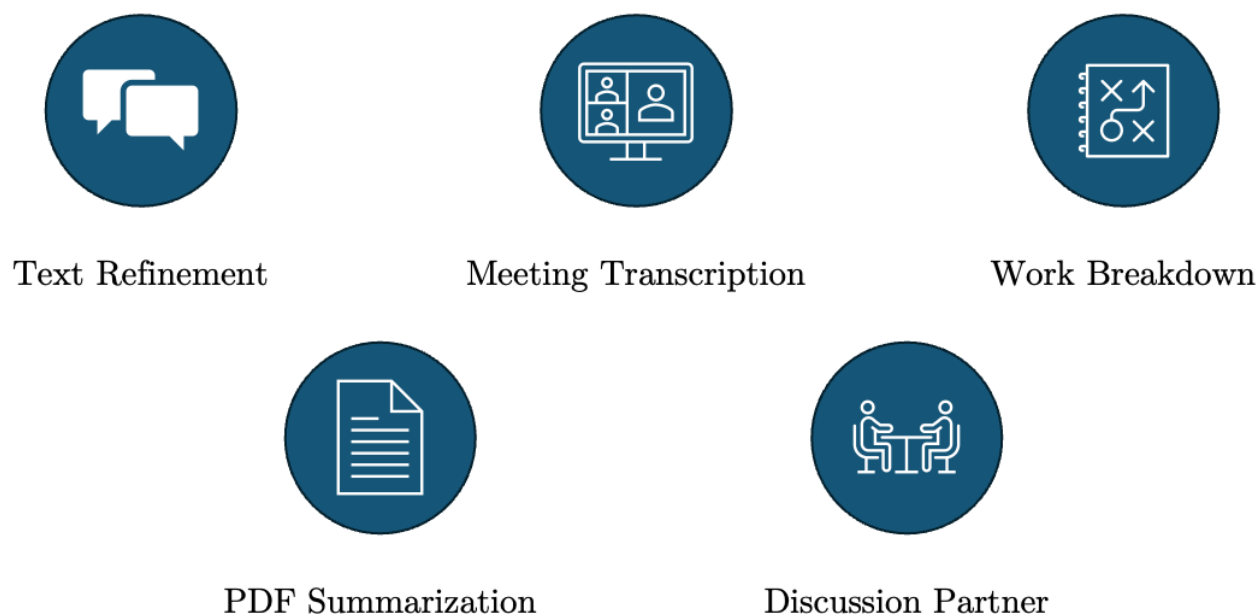 Text Refinement
Meeting Transcription
Work Breakdown
PDF Summarization
Discussion Partner